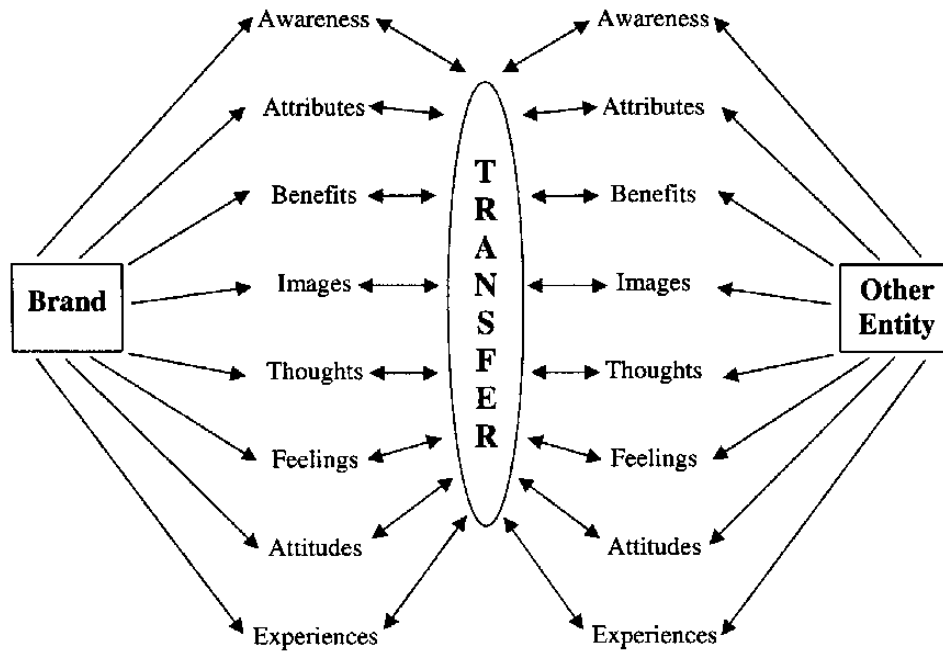 Awareness
Attributes
Benefits
Images
Thoughts
Feelings
Attitudes
Experiences
Brand
TRANSFER
Awareness
Attributes
Benefits
Images
Thoughts
Feelings
Attitudes
Experiences
Other
Entity